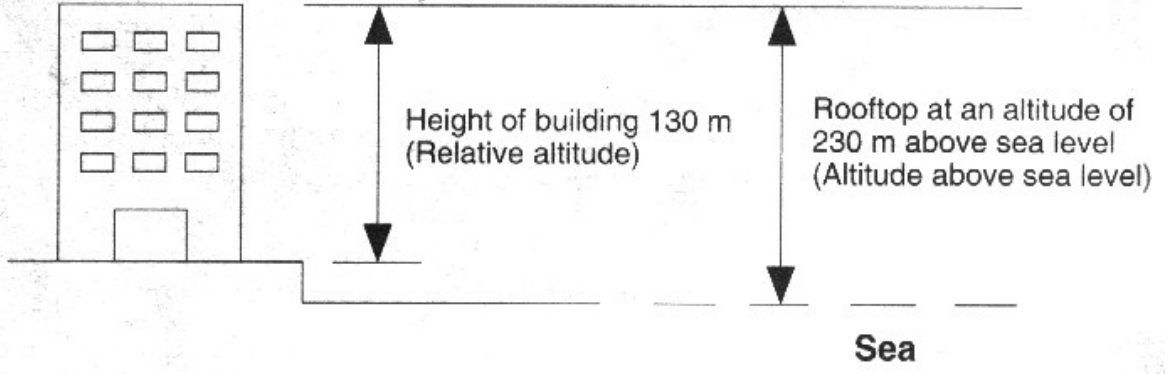 Height of building 130 m
(Relative altitude)
Rooftop at an altitude of
230 m above sea level
(Altitude above sea level)
Sea